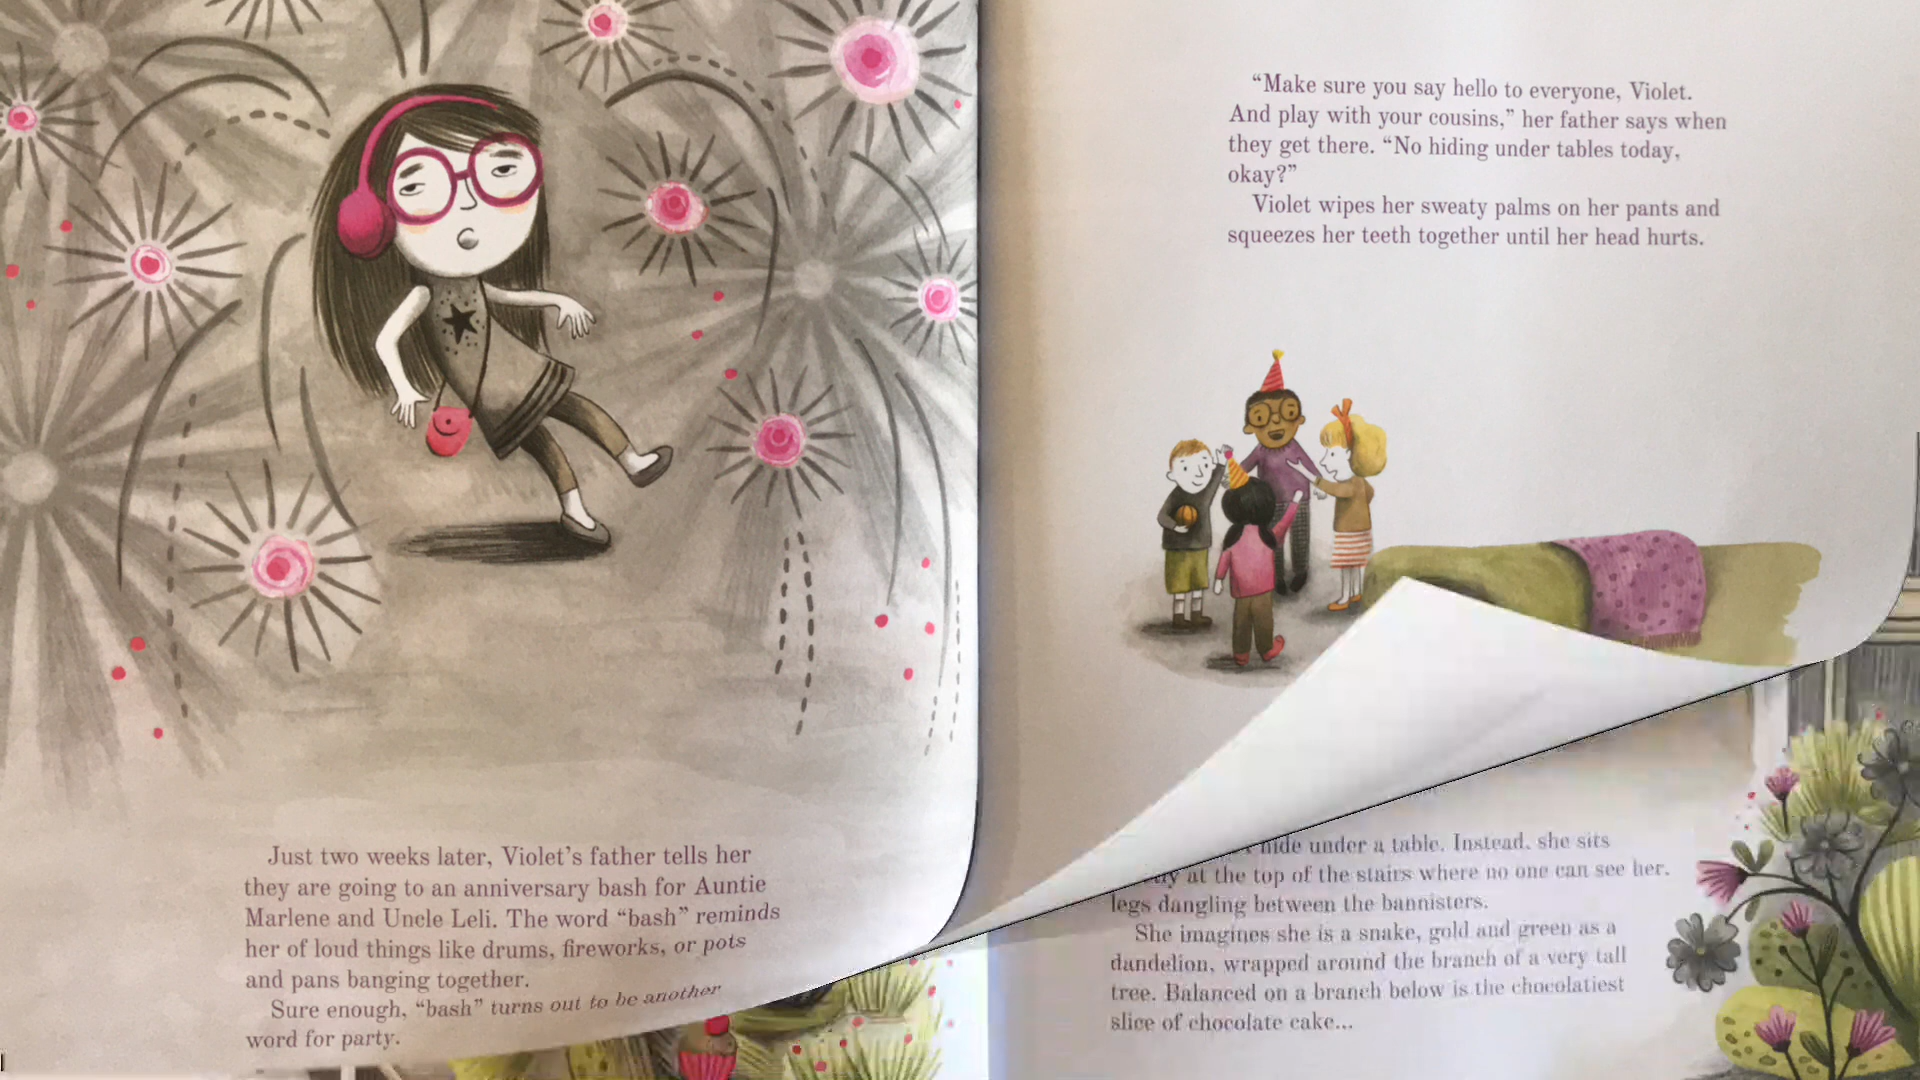 Just two weeks later, Violet's father tells her
they are going to an anniversary bash for Auntie
Marlene and Uncle Leli. The word “bash” reminds
her of loud things like drums, fireworks, or pots
and pans banging together.
Sure enough, “bash” turns out to be another
word for party.
“Make sure you say hello to everyone, Violet.
And play with your cousins,” her father says when
they get there. “No hiding under tables today,
okay?”
Violet wipes her sweaty palms on her pants and
squeezes her teeth together until her head hurts.
hide under a table. Instead, she sits
at the top of the stairs where no one can see her,
legs dangling between the bannisters.
She imagines she is a snake, gold and green as a
dandelion, wrapped around the branch of a very tall
tree. Balanced on a branch below is the chocolatiest
slice of chocolate cake...